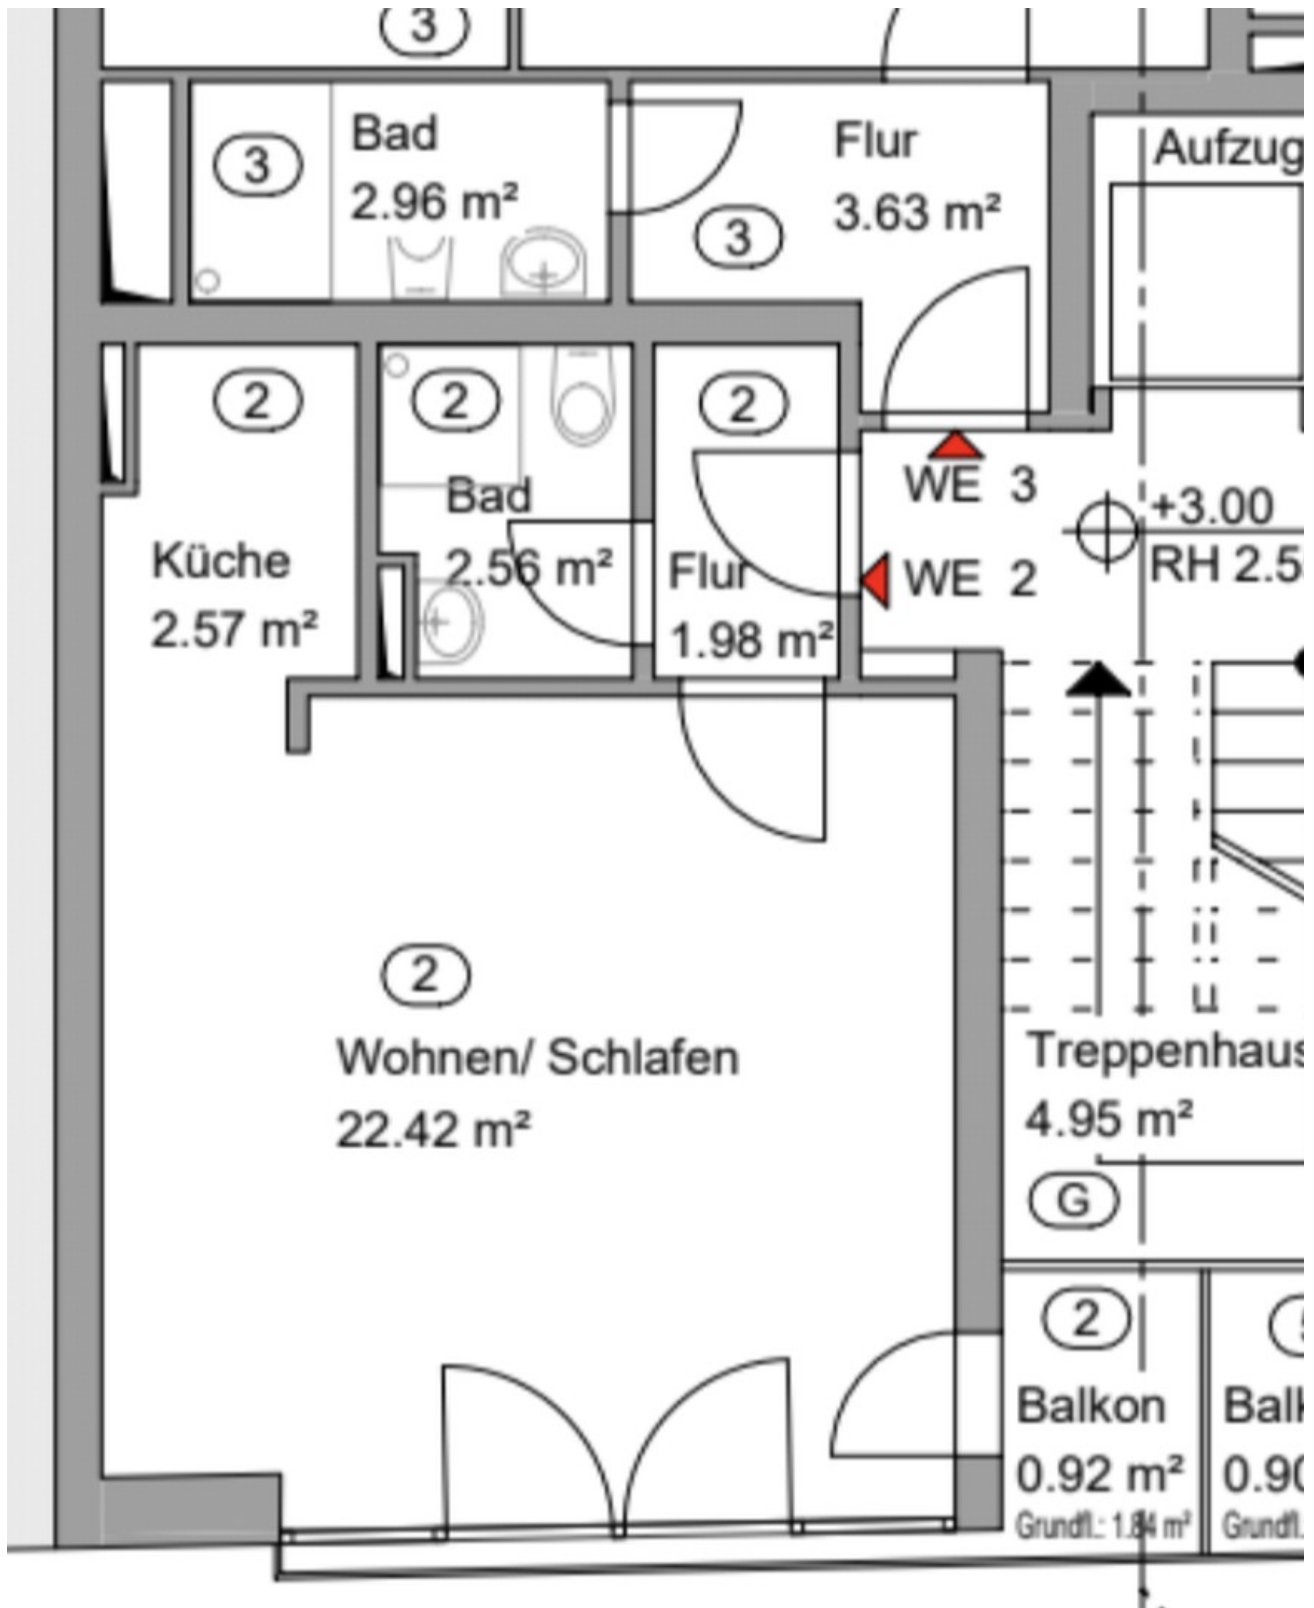 3
3
Bad
2.96 m²
Flur
3.63 m²
3
Aufzug
2
Küche
2.57 m²
2
Bad
2.56 m²
2
Flur
1.98 m²
WE 3
WE 2
+3.00
RH 2.5
2
Wohnen/ Schlafen
22.42 m²
Treppenhaus
4.95 m²
G
2
Balkon
0.92 m²
Grundfl.: 1.84 m²
Balk
0.90
Grundfl.